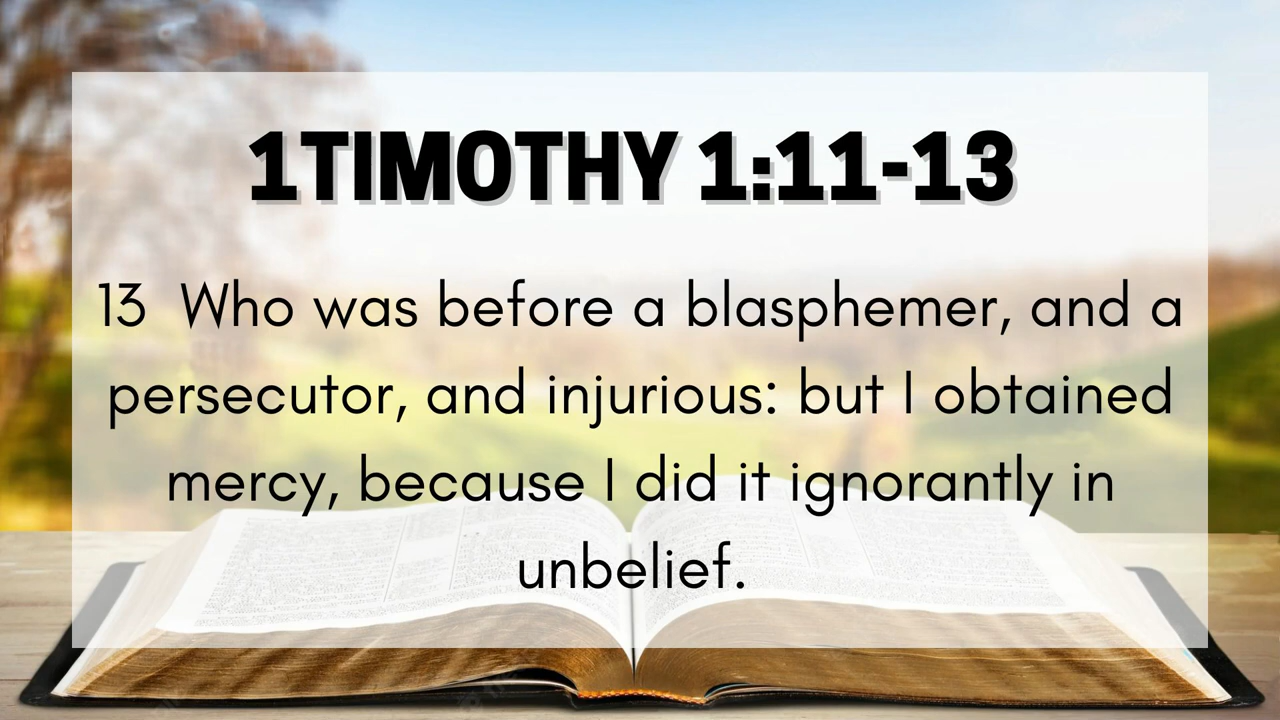 1TIMOTHY 1:11-13
13 Who was before a blasphemer, and a
persecutor, and injurious: but I obtained
mercy, because I did it ignorantly in
unbelief.